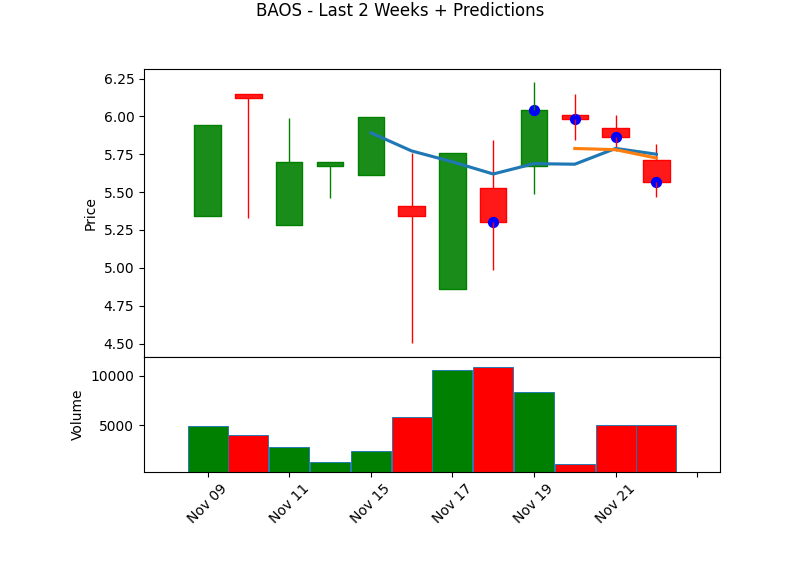 BAOS - Last 2 Weeks + Predictions
6.25
6.00
5.75
5.50
5.25
5.00
4.75
4.50
Price
10000
5000
Volume
Nov 09
Nov 11
Nov 15
Nov 17
Nov 19
Nov 21